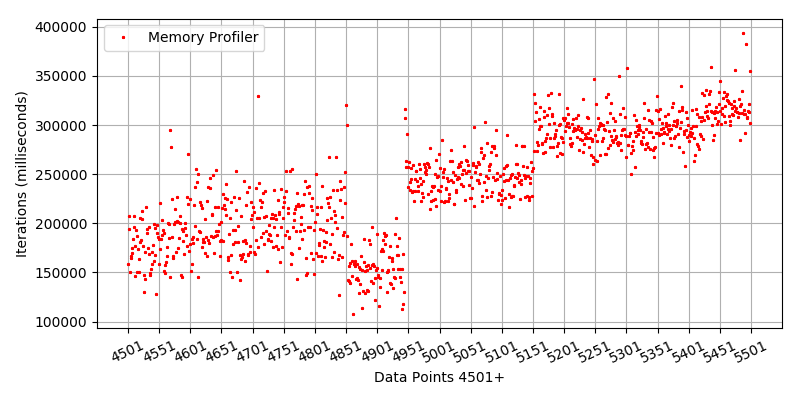 400000
Memory Profiler
350000
300000
250000
200000
150000
100000
Iterations (milliseconds)
4501 4551 4601 4651 4701 4751 4801 4851 4901 4951 5001 5051 5101 5151 5201 5251 5301 5351 5401 5451 5501
Data Points 4501+